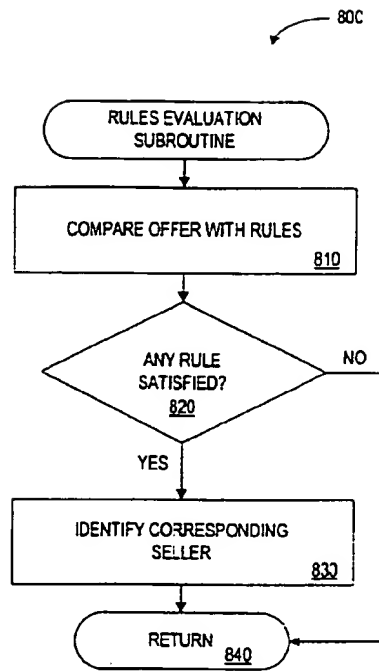 800
RULES EVALUATION
SUBROUTINE
COMPARE OFFER WITH RULES
810
ANY RULE
SATISFIED?
820
NO
YES
IDENTIFY CORRESPONDING
SELLER
830
RETURN
840